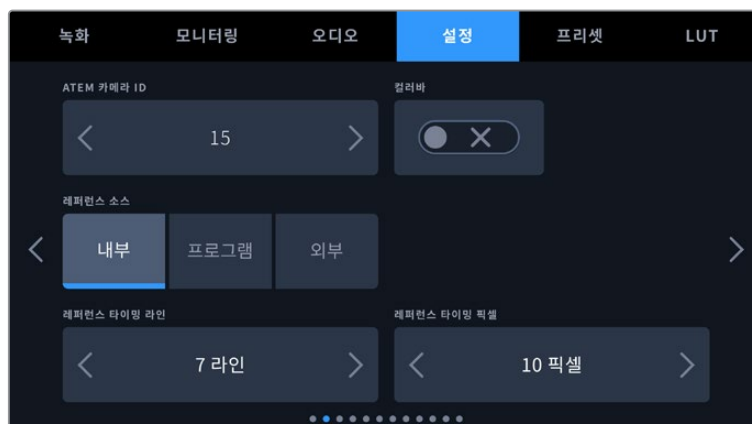 녹화 모니터링 오디오 설정 프리셋 LUT
ATEM 카메라 ID 컬러바
15
레퍼런스 소스
내부 프로그램 외부
레퍼런스 타이밍 라인 레퍼런스 타이밍 픽셀
7 라인 10 픽셀